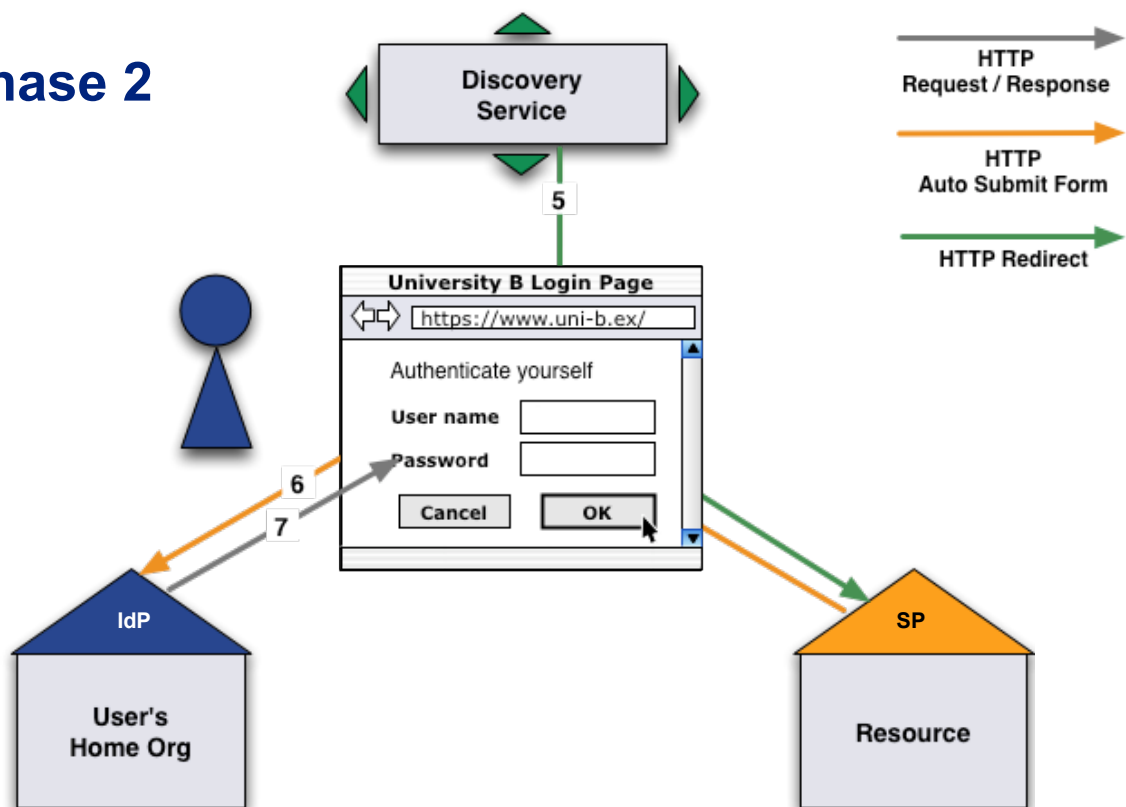 hase 2
Discovery
Service
HTTP
Request / Response
HTTP
Auto Submit Form
HTTP Redirect
5
University B Login Page
https://www.uni-b.ex/
Authenticate yourself
User name
Password
Cancel
OK
6
7
IdP
User's
Home Org
SP
Resource